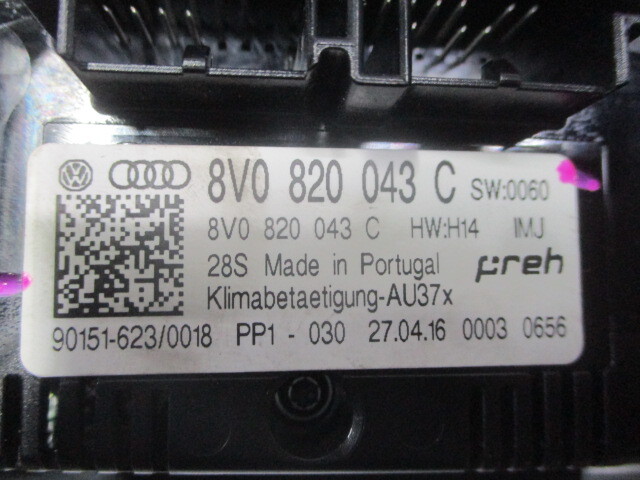 8V0 820 043 C SW:0060
8V0 820 043 C HW:H14 IMJ
28S Made in Portugal preh
Klimabetaetigung-AU37x
90151-623/0018 PP1 - 030 27.04.16 0003 0656